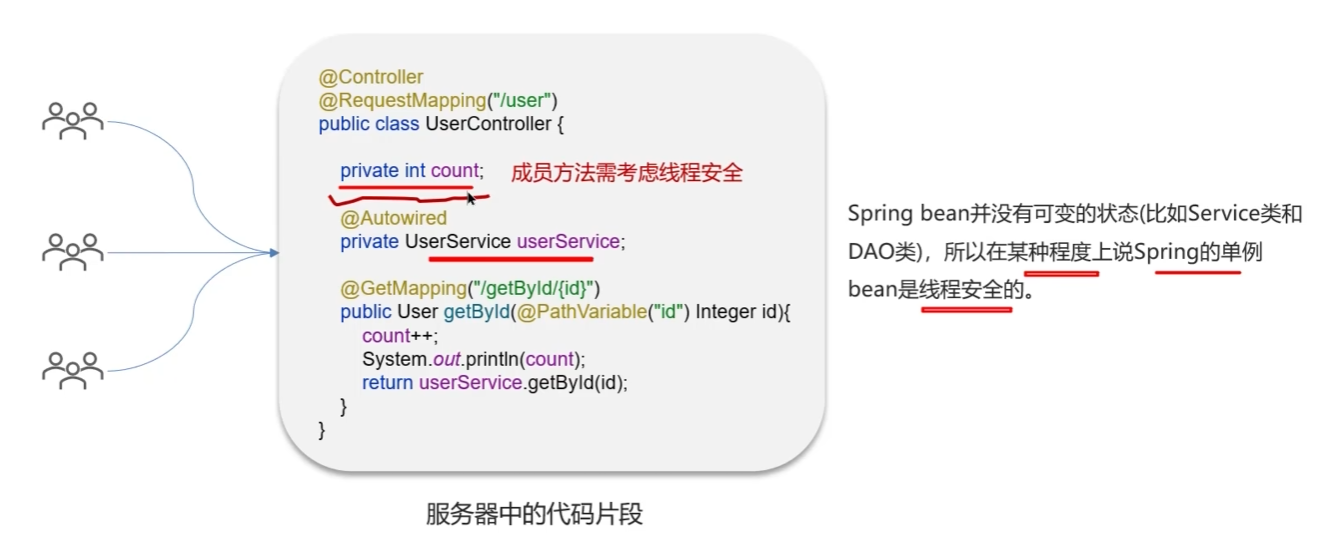 @Controller
@RequestMapping("/user")
public class UserController {
private int count;
成员方法需考虑线程安全
@Autowired
private UserService userService;
@GetMapping("/getById/{id}")
public User getById(@PathVariable("id") Integer id){
count++;
System.out.println(count);
return userService.getById(id);
}
}
Spring bean并没有可变的状态(比如Service类和
DAO类)，所以在某种程度上说Spring的单例
bean是线程安全的。
服务器中的代码片段